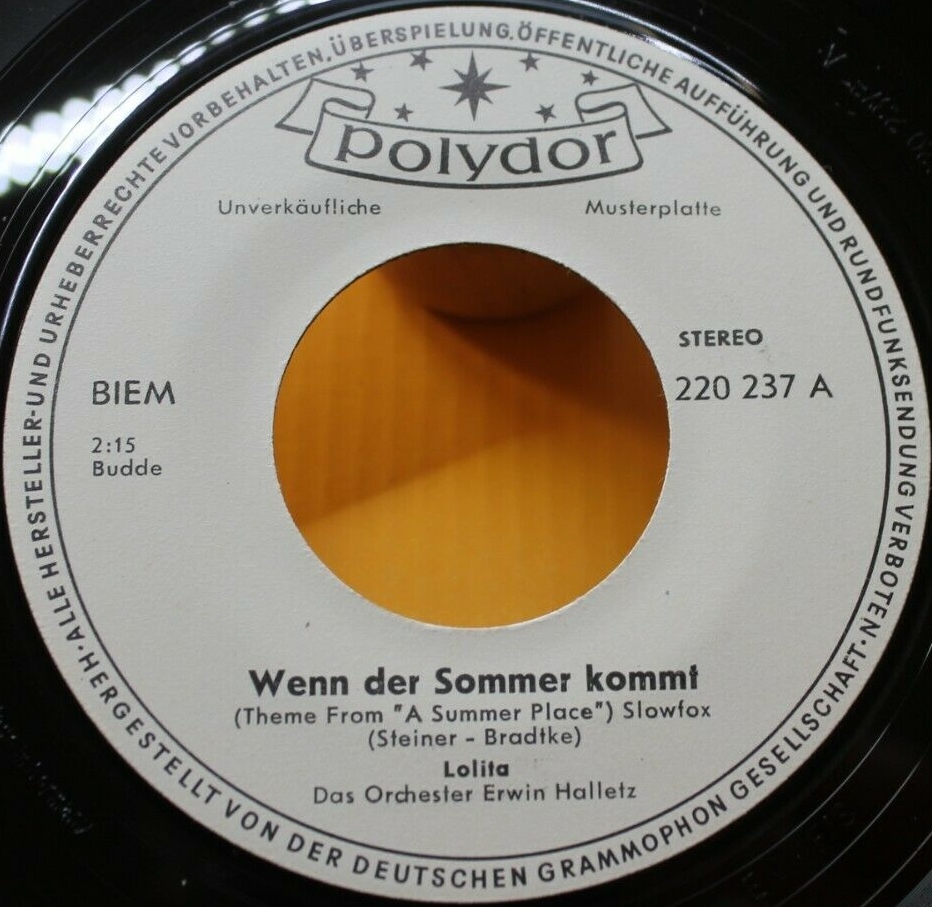 ALLE HERSTELLER-UND URHEBERRECHTE VORBEHALTEN, ÜBERSPIELUNG, ÖFFENTLICHE AUFFÜHRUNG UND RUNDFUNKSENDUNG VERBOTEN·
HERGESTELLT VON DER DEUTSCHEN GRAMMOPHON GESELLSCHAFT·
polydor
Unverkäufliche Musterplatte
STEREO
BIEM 220 237 A
2:15
Budde
Wenn der Sommer kommt
(Theme From "A Summer Place") Slowfox
(Steiner - Bradtke)
Lolita
Das Orchester Erwin Halletz